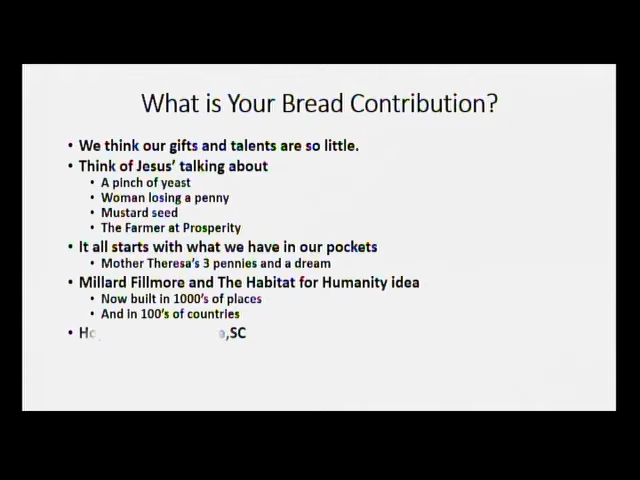 What is Your Bread Contribution?
• We think our gifts and talents are so little.
• Think of Jesus' talking about
• A pinch of yeast
• Woman losing a penny
• Mustard seed
• The Farmer at Prosperity
• It all starts with what we have in our pockets
• Mother Theresa's 3 pennies and a dream
• Millard Fillmore and The Habitat for Humanity idea
• Now built in 1000's of places
• And in 100's of countries
• ,SC